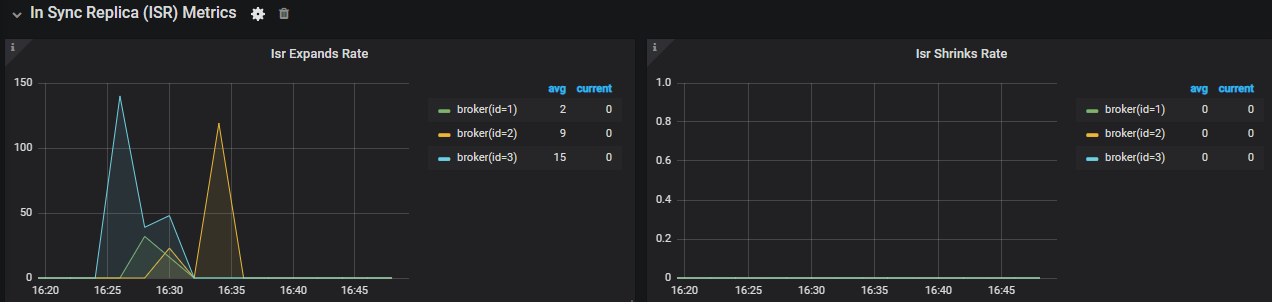 In Sync Replica (ISR) Metrics
i
Isr Expands Rate
150
100
50
0
16:20 16:25 16:30 16:35 16:40 16:45
avg current
broker(id=1) 2 0
broker(id=2) 9 0
broker(id=3) 15 0
i
Isr Shrinks Rate
1.0
0.8
0.6
0.4
0.2
0
16:20 16:25 16:30 16:35 16:40 16:45
avg current
broker(id=1) 0 0
broker(id=2) 0 0
broker(id=3) 0 0